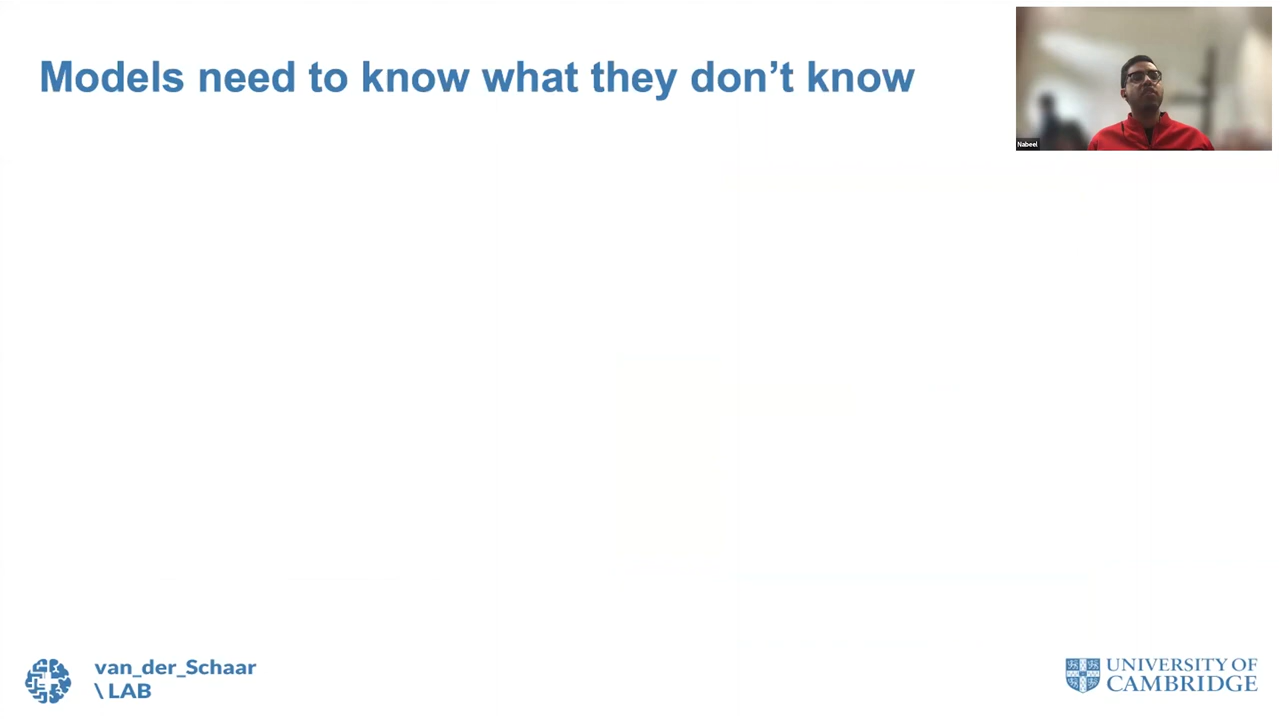 Models need to know what they don’t know
Nabeel
van_der_Schaar
\ LAB
UNIVERSITY OF
CAMBRIDGE